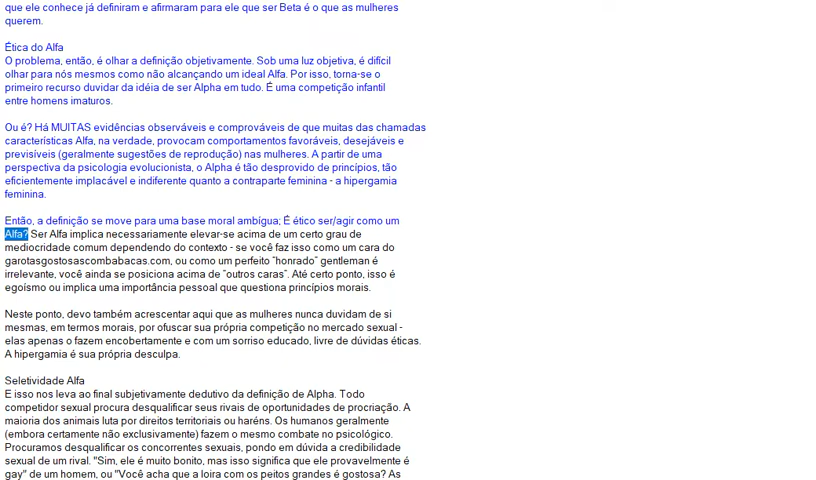 que ele conhece já definiram e afirmaram para ele que ser Beta é o que as mulheres
querem.
Ética do Alfa
O problema, então, é olhar a definição objetivamente. Sob uma luz objetiva, é difícil
olhar para nós mesmos como não alcançando um ideal Alfa. Por isso, torna-se o
primeiro recurso duvidar da idéia de ser Alpha em tudo. É uma competição infantil
entre homens imaturos.
Ou é? Há MUITAS evidências observáveis e comprováveis de que muitas das chamadas
características Alfa, na verdade, provocam comportamentos favoráveis, desejáveis e
previsíveis (geralmente sugestões de reprodução) nas mulheres. A partir de uma
perspectiva da psicologia evolucionista, o Alpha é tão desprovido de princípios, tão
eficientemente implacável e indiferente quanto a contraparte feminina - a hipergamia
feminina.
Então, a definição se move para uma base moral ambígua; É ético ser/agir como um
Alfa? Ser Alfa implica necessariamente elevar-se acima de um certo grau de
mediocridade comum dependendo do contexto - se você faz isso como um cara do
garotasgostosascombabacas.com, ou como um perfeito "honrado" gentleman é
irrelevante, você ainda se posiciona acima de "outros caras". Até certo ponto, isso é
egoísmo ou implica uma importância pessoal que questiona princípios morais.
Neste ponto, devo também acrescentar aqui que as mulheres nunca duvidam de si
mesmas, em termos morais, por ofuscar sua própria competição no mercado sexual -
elas apenas o fazem encobertamente e com um sorriso educado, livre de dúvidas éticas.
A hipergamia é sua própria desculpa.
Seletividade Alfa
E isso nos leva ao final subjetivamente dedutivo da definição de Alpha. Todo
competidor sexual procura desqualificar seus rivais de oportunidades de procriação. A
maioria dos animais luta por direitos territoriais ou haréns. Os humanos geralmente
(embora certamente não exclusivamente) fazem o mesmo combate no psicológico.
Procuramos desqualificar os concorrentes sexuais, pondo em dúvida a credibilidade
sexual de um rival. "Sim, ele é muito bonito, mas isso significa que ele provavelmente é
gay" de um homem, ou "Você acha que a loira com os peitos grandes é gostosa? As